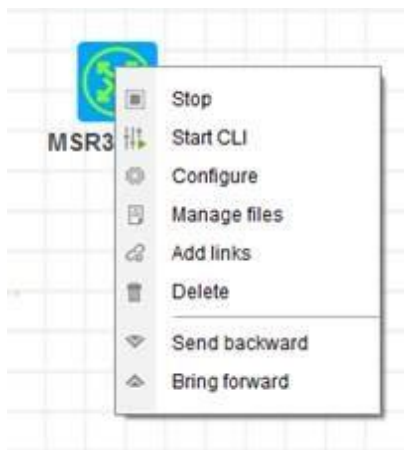 MSR3
Stop
Start CLI
Configure
Manage files
Add links
Delete
Send backward
Bring forward